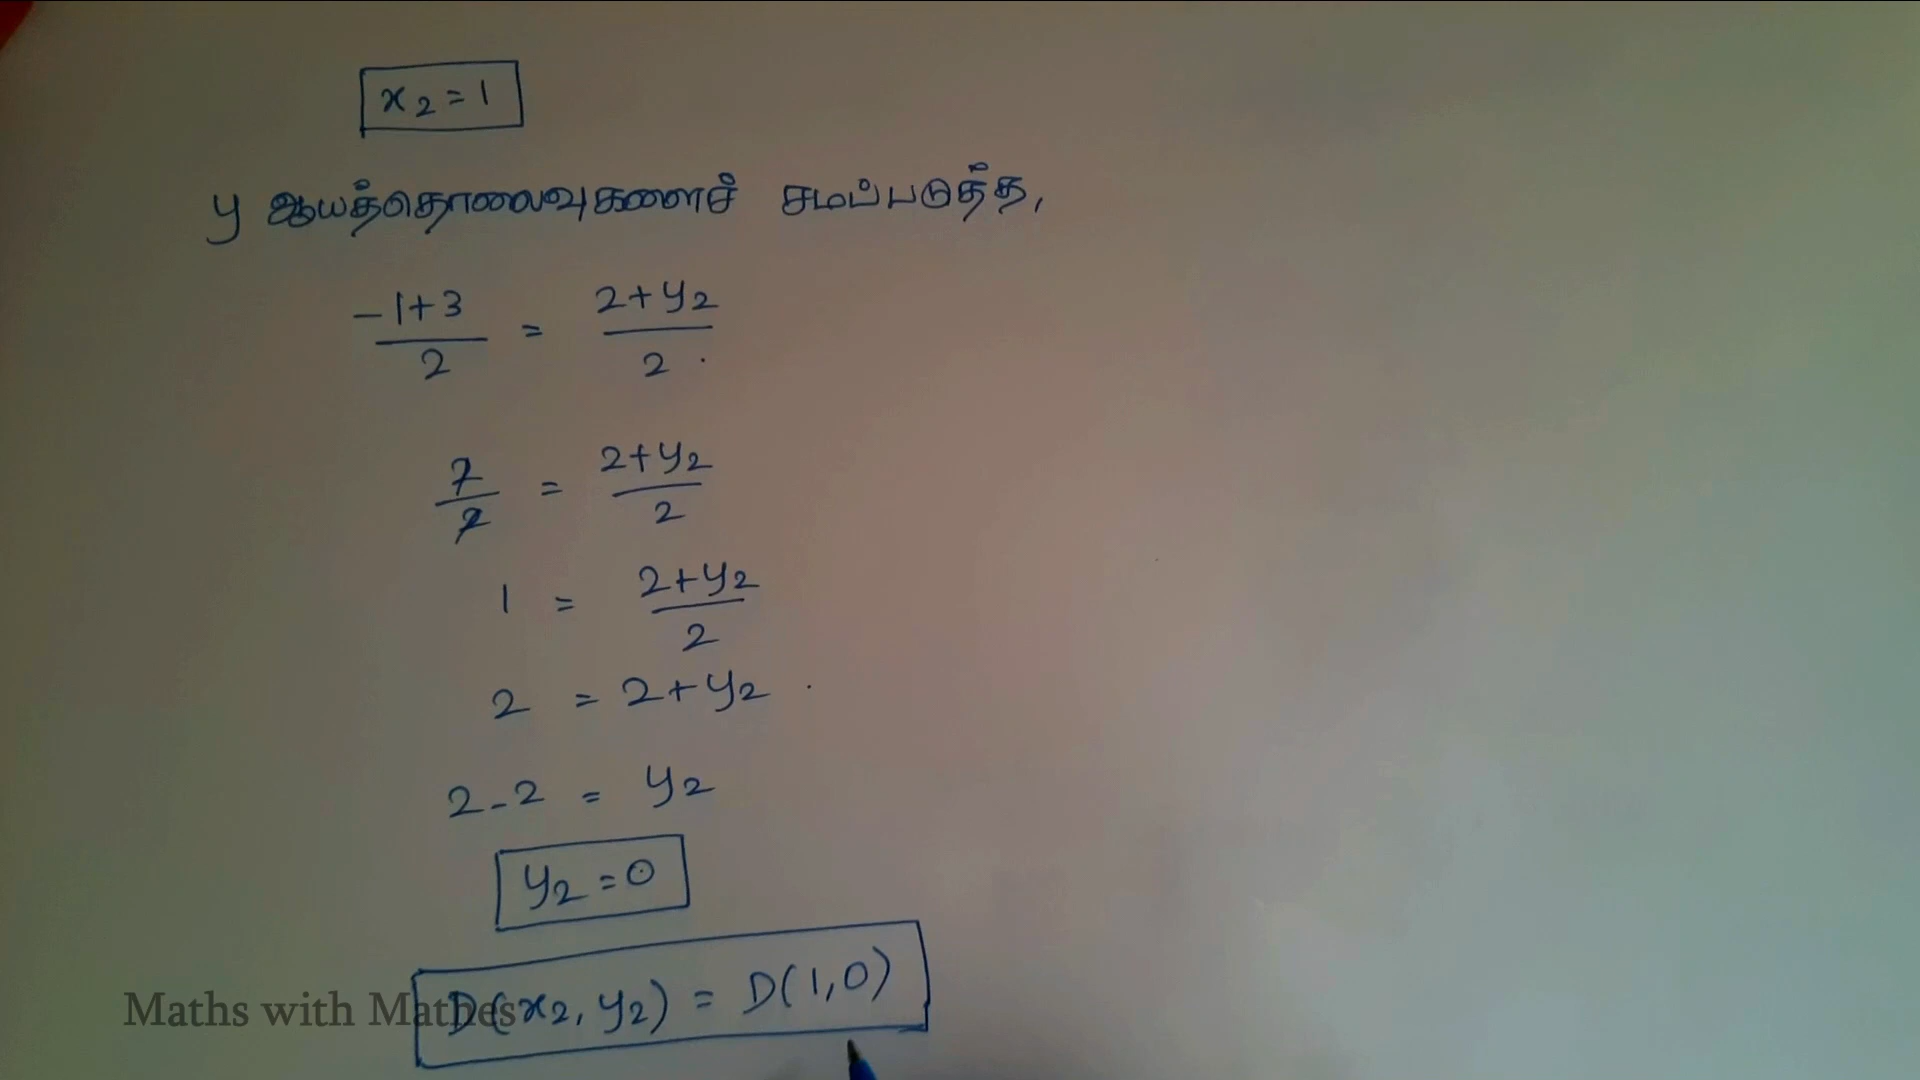 x₂ = 1
y ஆயத்தொலைவுகளைச் சமப்படுத்த,
(-1+3)/2 = (2+y₂)/2
2/2 = (2+y₂)/2
1 = (2+y₂)/2
2 = 2+y₂
2-2 = y₂
y₂ = 0
D(x₂, y₂) = D(1,0)
Maths with Mathes